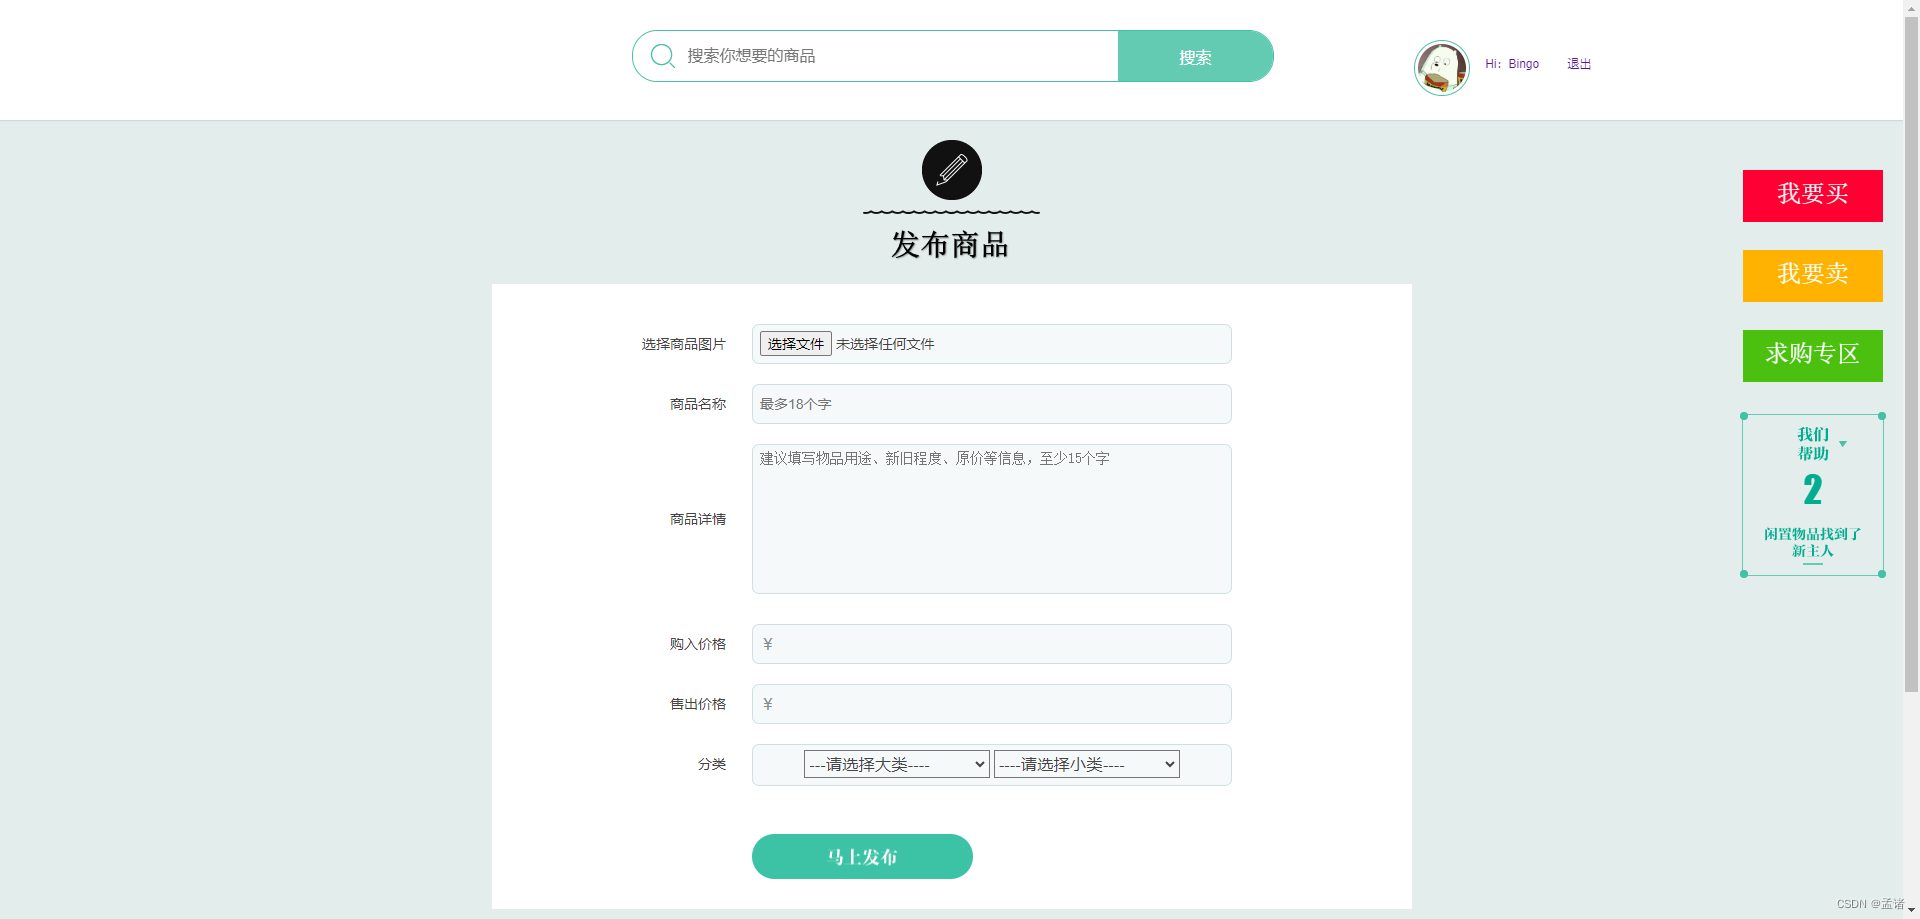 搜索你想要的商品
搜索
Hi：Bingo
退出
发布商品
选择商品图片
选择文件 未选择任何文件
商品名称
最多18个字
商品详情
建议填写物品用途、新旧程度、原价等信息，至少15个字
购入价格
¥
售出价格
¥
分类
---请选择大类----
----请选择小类----
马上发布
我要买
我要卖
求购专区
我们
帮助
2
闲置物品找到了
新主人
CSDN @孟诸